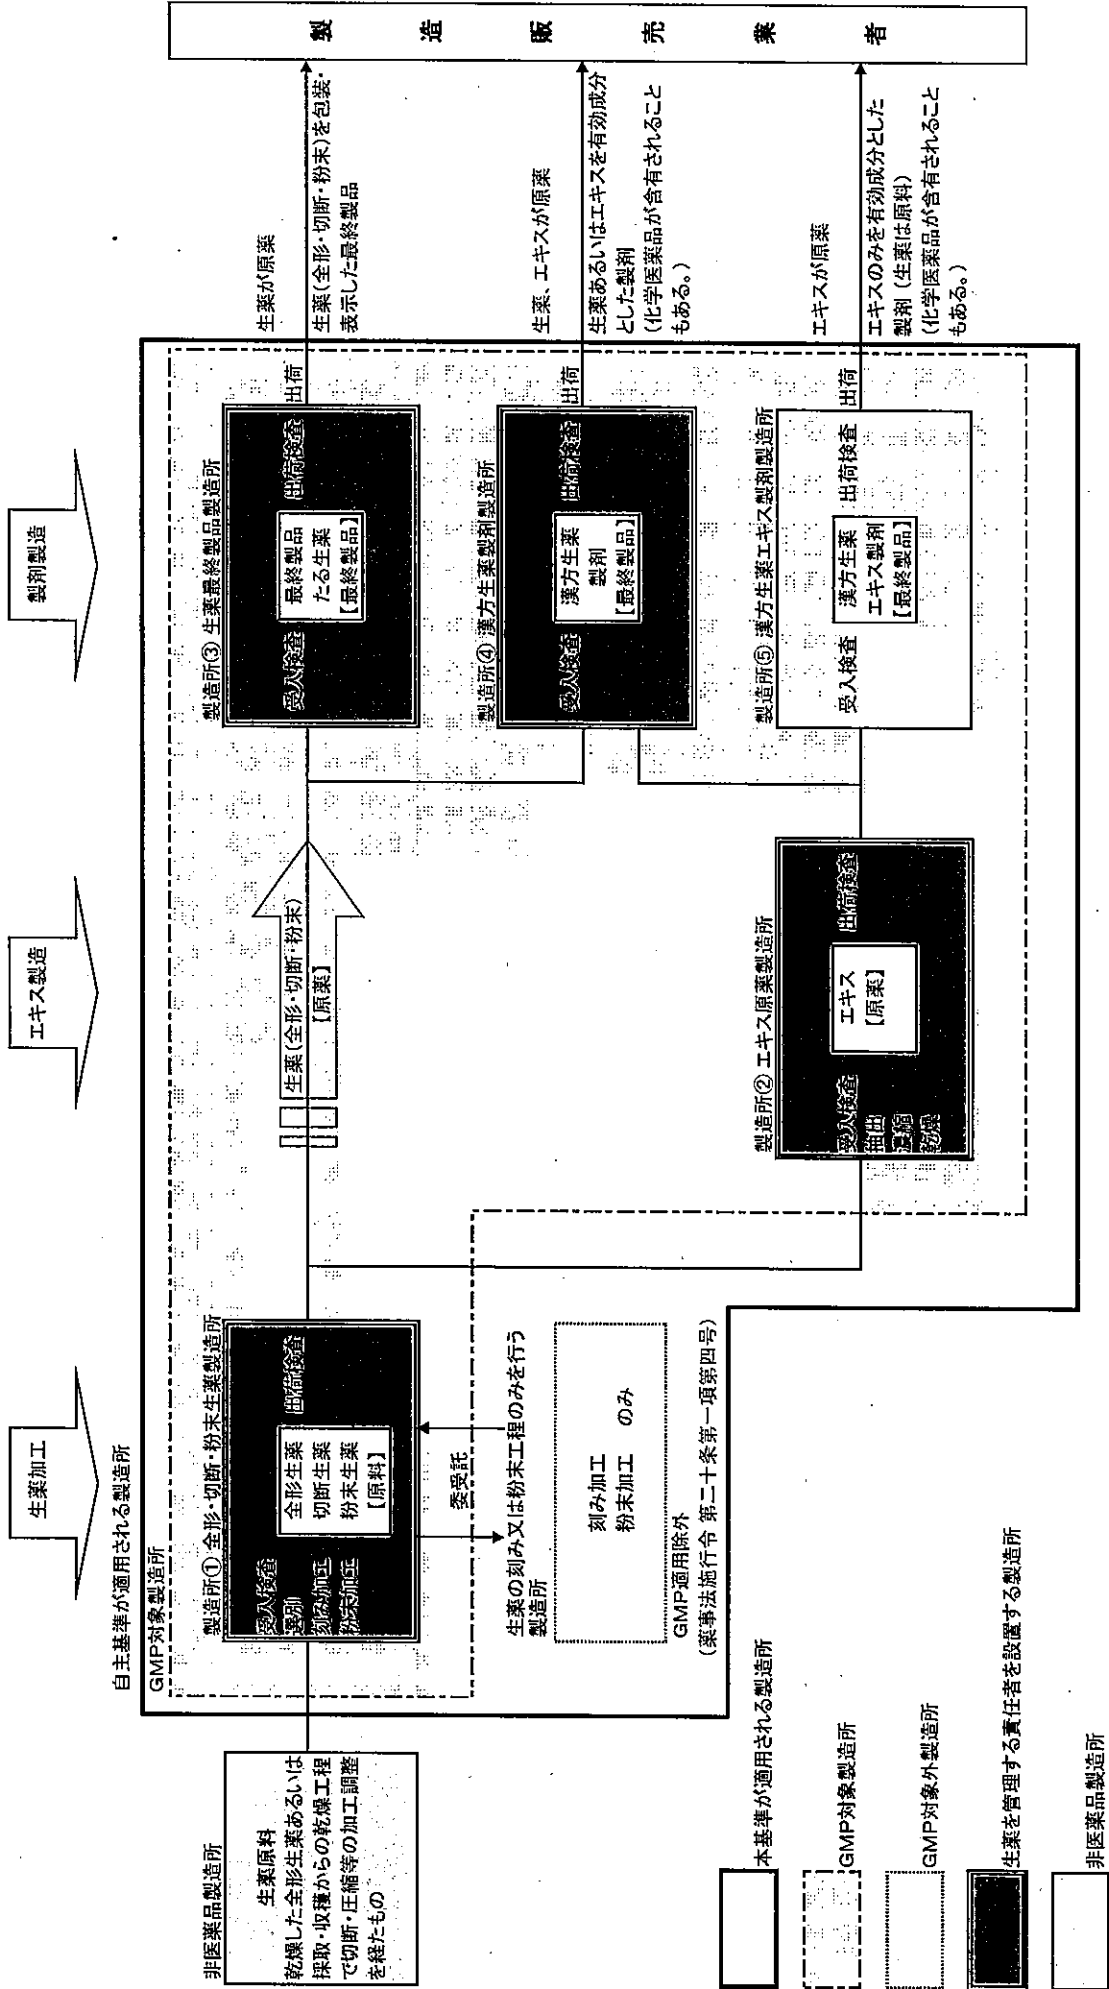 生薬加工
エキス製造
製剤製造
自主基準が適用される製造所
GMP対象製造所
非医薬品製造所
生薬原料
乾燥した全形生薬あるいは
採取・収穫からの乾燥工程
で切断・圧縮等の加工調整
を経たもの
製造所① 全形・切断・粉末生薬製造所
受入検査
選別
刻み加工
粉末加工
全形生薬
切断生薬
粉末生薬
【原料】
出荷検査
委受託
生薬の刻み又は粉末工程のみを行う
製造所
刻み加工
粉末加工 のみ
GMP適用除外
(薬事法施行令 第二十条第一項第四号)
生薬(全形・切断・粉末)
【原薬】
製造所② エキス原薬製造所
受入検査
抽出
濃縮
乾燥
エキス
【原薬】
出荷検査
製造所③ 生薬最終製品製造所
受入検査
最終製品
たる生薬
【最終製品】
出荷検査
出荷
生薬が原薬
生薬(全形・切断・粉末)を包装・
表示した最終製品
製造所④ 漢方生薬製剤製造所
受入検査
漢方生薬
製剤
【最終製品】
出荷検査
出荷
生薬、エキスが原薬
生薬あるいはエキスを有効成分
とした製剤
(化学医薬品が含有されること
もある。)
製造所⑤ 漢方生薬エキス製剤製造所
受入検査
漢方生薬
エキス製剤
【最終製品】
出荷検査
出荷
エキスが原薬
エキスのみを有効成分とした
製剤 (生薬は原料)
(化学医薬品が含有されること
もある。)
製造販売業者
本基準が適用される製造所
GMP対象製造所
GMP対象外製造所
生薬を管理する責任者を設置する製造所
非医薬品製造所